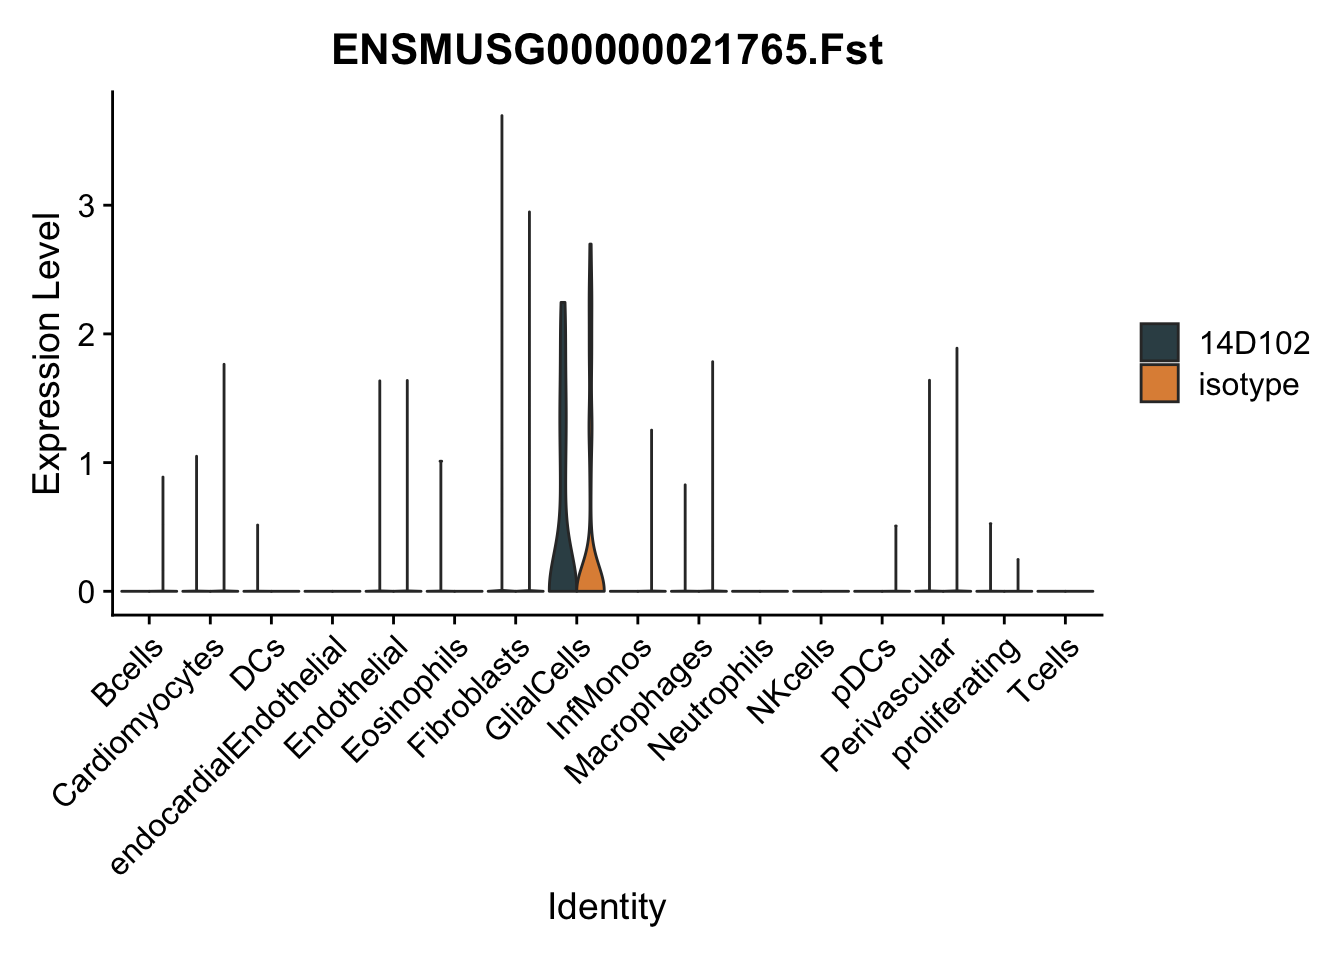 ENSMUSG00000021765.Fst
Expression Level
3
2
1
0
14D102
isotype
Bcells
Cardiomyocytes
DCs
endocardialEndothelial
Endothelial
Eosinophils
Fibroblasts
GlialCells
InfMonos
Macrophages
Neutrophils
NKcells
pDCs
Perivascular
proliferating
Tcells
Identity